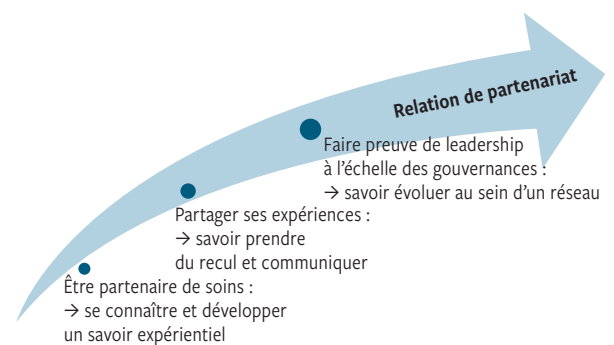 Relation de partenariat
Faire preuve de leadership
à l’échelle des gouvernances :
→ savoir évoluer au sein d’un réseau
Partager ses expériences :
→ savoir prendre
du recul et communiquer
Être partenaire de soins :
→ se connaître et développer
un savoir expérientiel